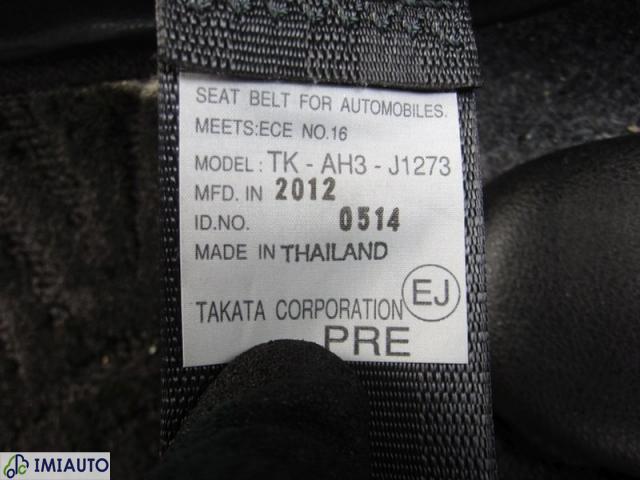 SEAT BELT FOR AUTOMOBILES.
MEETS:ECE NO.16
MODEL : TK - AH3 - J1273
MFD. IN 2012
ID.NO. 0514
MADE IN THAILAND
TAKATA CORPORATION EJ
PRE
IMIAUTO